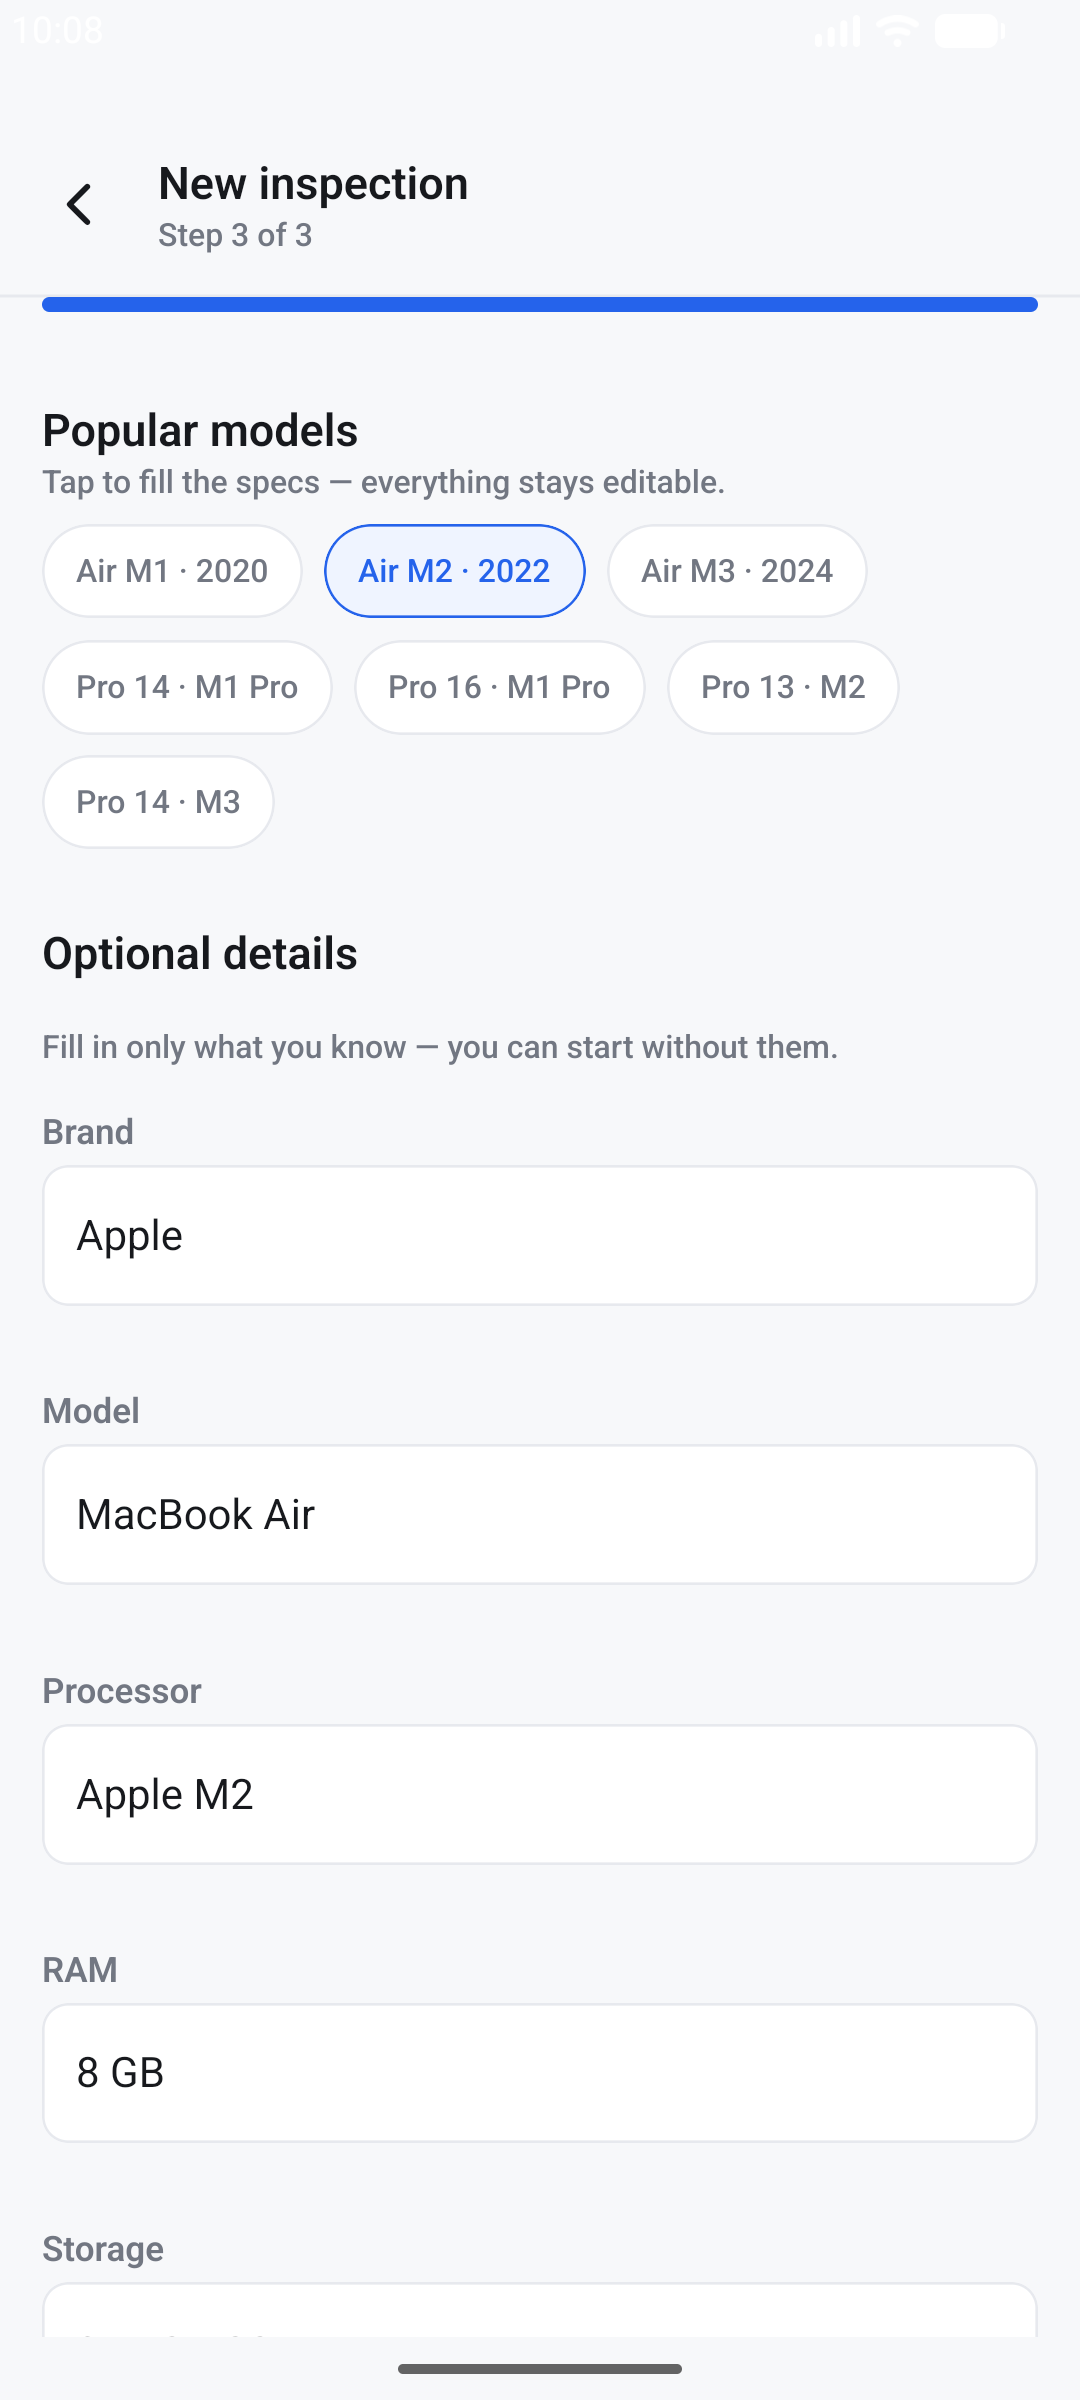 10:08
New inspection
Step 3 of 3
Popular models
Tap to fill the specs — everything stays editable.
Air M1 · 2020
Air M2 · 2022
Air M3 · 2024
Pro 14 · M1 Pro
Pro 16 · M1 Pro
Pro 13 · M2
Pro 14 · M3
Optional details
Fill in only what you know — you can start without them.
Brand
Apple
Model
MacBook Air
Processor
Apple M2
RAM
8 GB
Storage